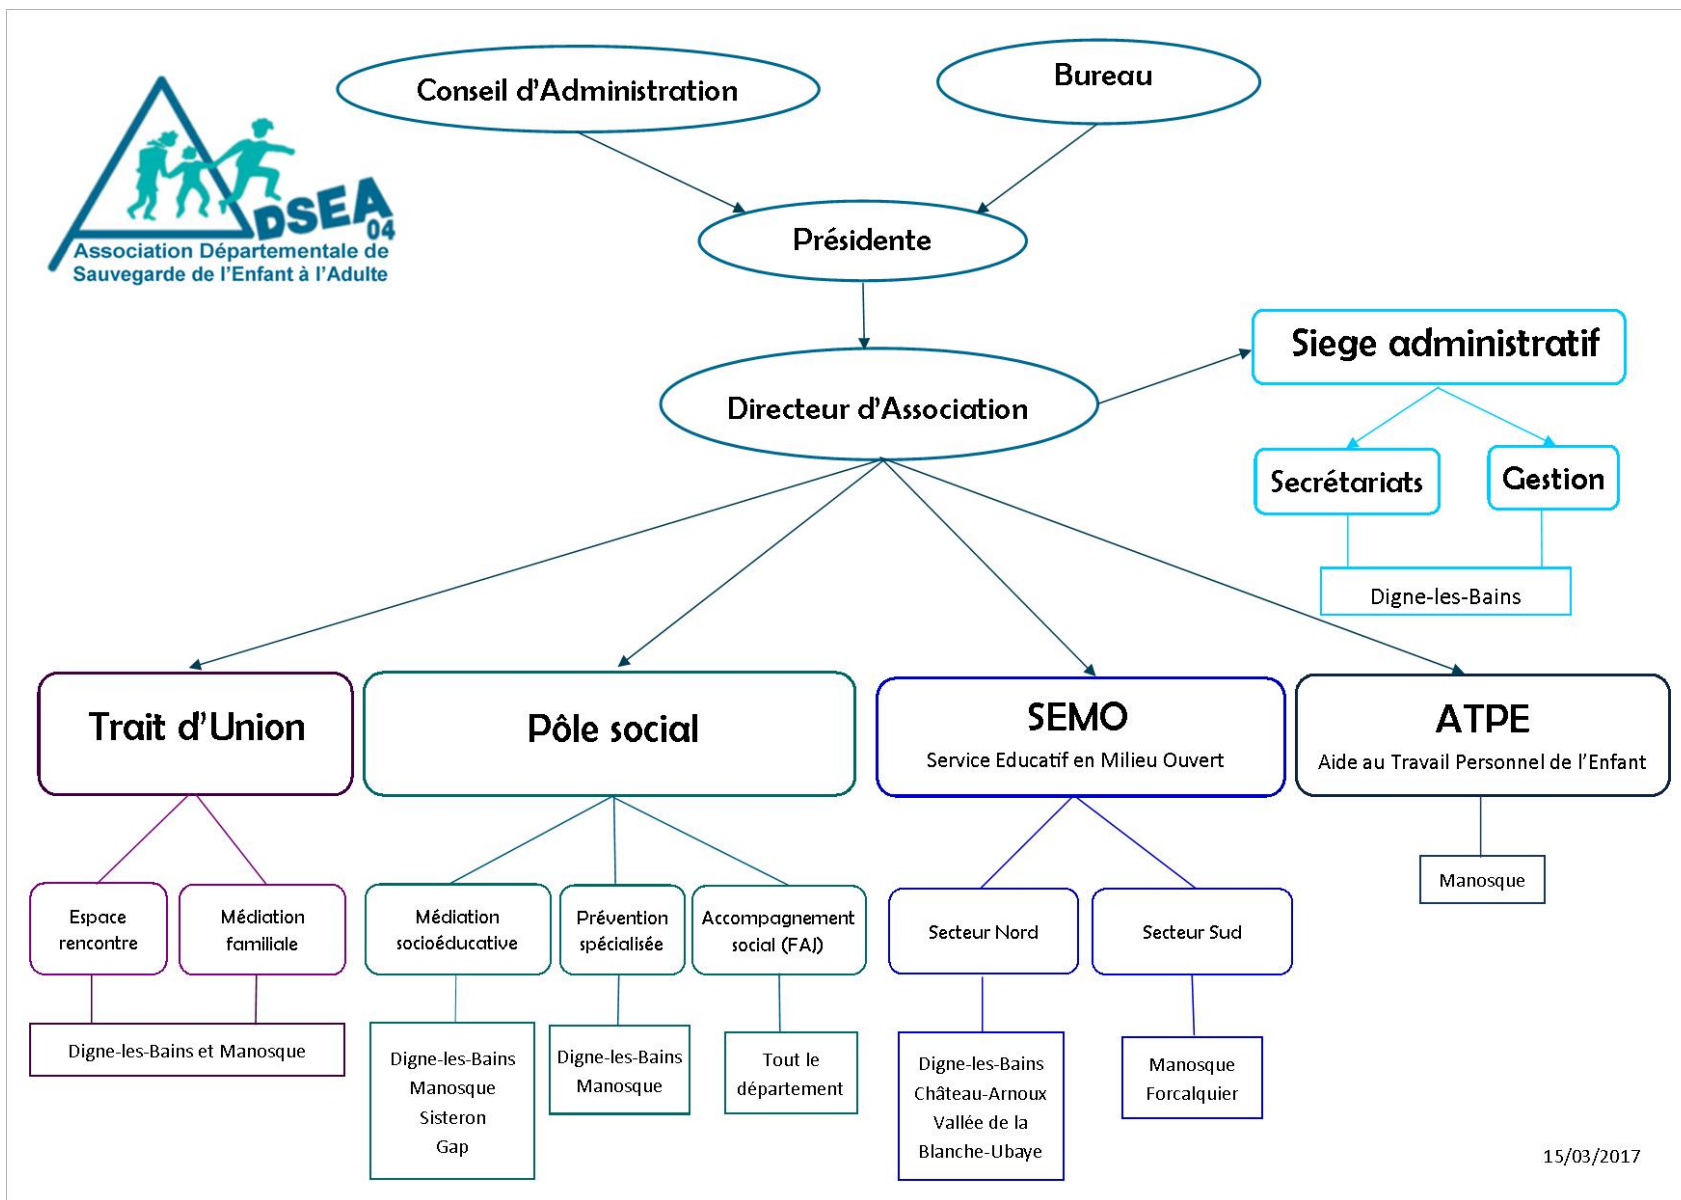 Conseil d'Administration
Bureau
DSEA
04
Association Départementale de
Sauvegarde de l'Enfant à l'Adulte
Présidente
Directeur d'Association
Siege administratif
Secrétariats
Gestion
Digne-les-Bains
Trait d'Union
Pôle social
SEMO
Service Educatif en Milieu Ouvert
ATPE
Aide au Travail Personnel de l'Enfant
Espace
rencontre
Médiation
familiale
Digne-les-Bains et Manosque
Médiation
socioéducative
Prévention
spécialisée
Accompagnement
social (FAJ)
Digne-les-Bains
Manosque
Sisteron
Gap
Digne-les-Bains
Manosque
Tout le
département
Secteur Nord
Secteur Sud
Digne-les-Bains
Château-Arnoux
Vallée de la
Blanche-Ubaye
Manosque
Forcalquier
Manosque
15/03/2017